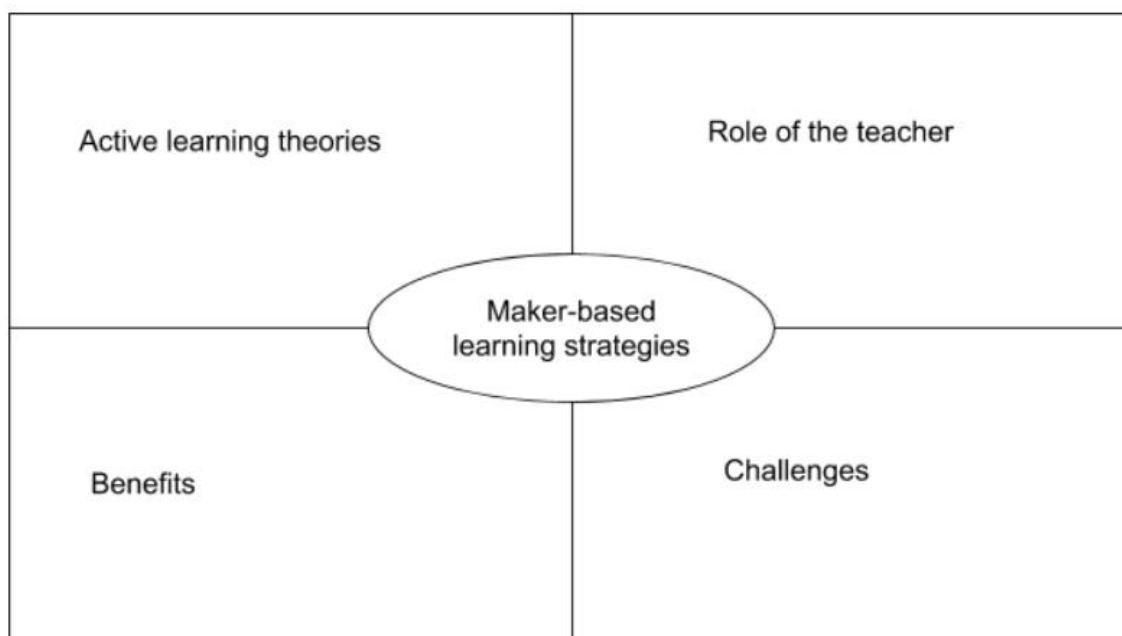 Active learning theories
Role of the teacher
Maker-based
learning strategies
Benefits
Challenges